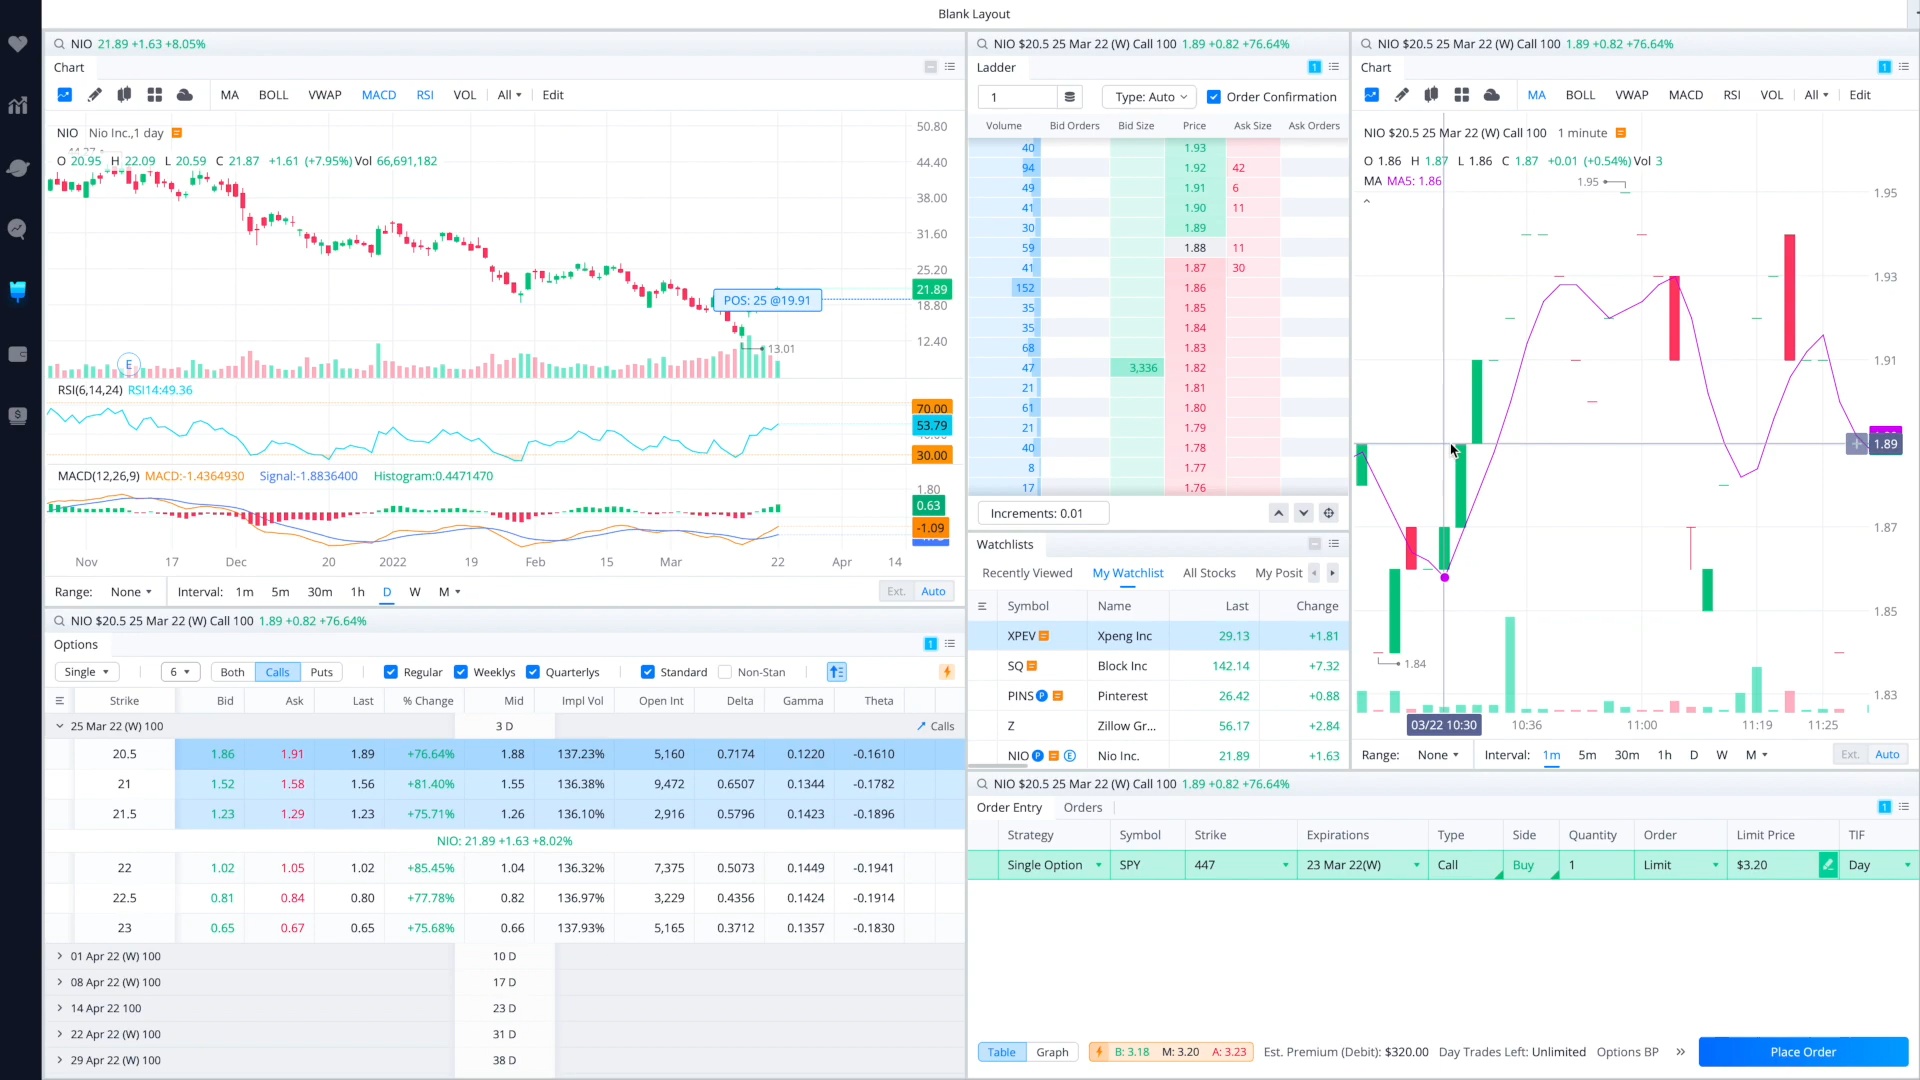 Blank Layout
NIO 21.89 +1.63 +8.05%
Chart
MA BOLL VWAP MACD RSI VOL All Edit
NIO Nio Inc.,1 day
O 20.95 H 22.09 L 20.59 C 21.87 +1.61 (+7.95%) Vol 66,691,182
50.80
44.40
38.00
31.60
25.20
21.89
18.80
12.40
POS: 25 @19.91
13.01
E
RSI(6,14,24) RSI14:49.36
70.00
53.79
30.00
MACD(12,26,9) MACD:-1.4364930 Signal:-1.8836400 Histogram:0.4471470
1.80
0.63
-1.09
Nov 17 Dec 20 2022 19 Feb 15 Mar 22 Apr 14
Range: None Interval: 1m 5m 30m 1h D W M Ext. Auto
NIO $20.5 25 Mar 22 (W) Call 100 1.89 +0.82 +76.64%
Options 1
Single 6 Both Calls Puts Regular Weeklys Quarterlys Standard Non-Stan
Strike Bid Ask Last % Change Mid Impl Vol Open Int Delta Gamma Theta
25 Mar 22 (W) 100 3 D Calls
20.5 1.86 1.91 1.89 +76.64% 1.88 137.23% 5,160 0.7174 0.1220 -0.1610
21 1.52 1.58 1.56 +81.40% 1.55 136.38% 9,472 0.6507 0.1344 -0.1782
21.5 1.23 1.29 1.23 +75.71% 1.26 136.10% 2,916 0.5796 0.1423 -0.1896
NIO: 21.89 +1.63 +8.02%
22 1.02 1.05 1.02 +85.45% 1.04 136.32% 7,375 0.5073 0.1449 -0.1941
22.5 0.81 0.84 0.80 +77.78% 0.82 136.97% 3,229 0.4356 0.1424 -0.1914
23 0.65 0.67 0.65 +75.68% 0.66 137.93% 5,165 0.3712 0.1357 -0.1830
01 Apr 22 (W) 100 10 D
08 Apr 22 (W) 100 17 D
14 Apr 22 100 23 D
22 Apr 22 (W) 100 31 D
29 Apr 22 (W) 100 38 D
NIO $20.5 25 Mar 22 (W) Call 100 1.89 +0.82 +76.64%
Ladder 1
1 Type: Auto Order Confirmation
Volume Bid Orders Bid Size Price Ask Size Ask Orders
40 1.93
94 1.92 42
49 1.91 6
41 1.90 11
30 1.89
59 1.88 11
41 1.87 30
152 1.86
35 1.85
35 1.84
68 1.83
47 3,336 1.82
21 1.81
61 1.80
21 1.79
40 1.78
8 1.77
17 1.76
Increments: 0.01
Watchlists
Recently Viewed My Watchlist All Stocks My Posit
Symbol Name Last Change
XPEV Xpeng Inc 29.13 +1.81
SQ Block Inc 142.14 +7.32
PINS P Pinterest 26.42 +0.88
Z Zillow Gr... 56.17 +2.84
NIO P E Nio Inc. 21.89 +1.63
NIO $20.5 25 Mar 22 (W) Call 100 1.89 +0.82 +76.64%
Chart 1
MA BOLL VWAP MACD RSI VOL All Edit
NIO $20.5 25 Mar 22 (W) Call 100 1 minute
O 1.86 H 1.87 L 1.86 C 1.87 +0.01 (+0.54%) Vol 3
MA MA5: 1.86
1.95
1.84
1.95
1.93
1.91
1.89
1.87
1.85
1.83
03/22 10:30 10:36 11:00 11:19 11:25
Range: None Interval: 1m 5m 30m 1h D W M Ext. Auto
NIO $20.5 25 Mar 22 (W) Call 100 1.89 +0.82 +76.64%
Order Entry Orders 1
Strategy Symbol Strike Expirations Type Side Quantity Order Limit Price TIF
Single Option SPY 447 23 Mar 22(W) Call Buy 1 Limit $3.20 Day
Table Graph B: 3.18 M: 3.20 A: 3.23 Est. Premium (Debit): $320.00 Day Trades Left: Unlimited Options BP Place Order